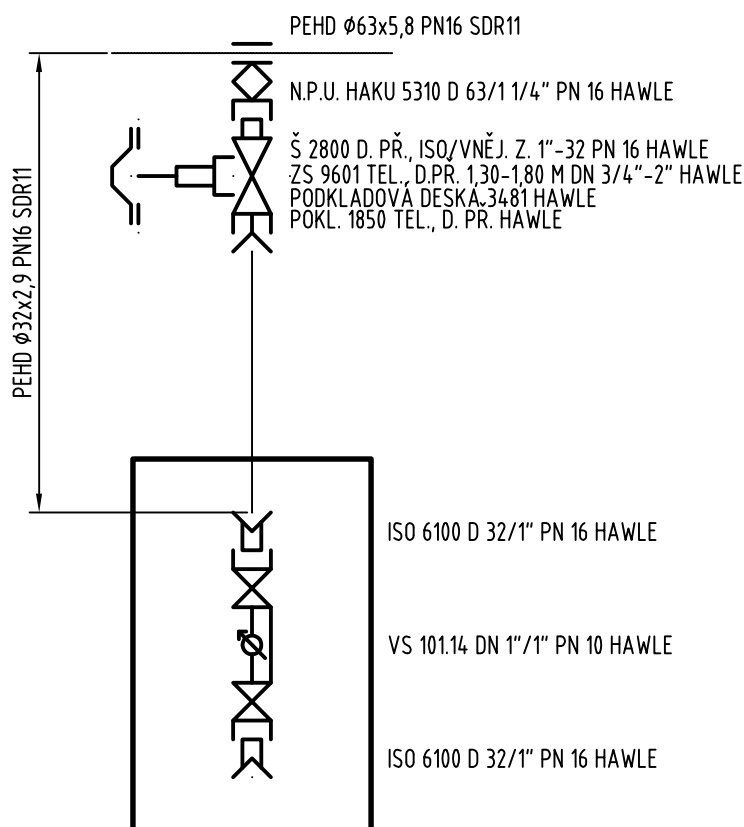 PEHD Ø63x5,8 PN16 SDR11
N.P.U. HAKU 5310 D 63/1 1/4" PN 16 HAWLE
Š 2800 D. PŘ., ISO/VNĚJ. Z. 1"-32 PN 16 HAWLE
ZS 9601 TEL., D.PŘ. 1,30-1,80 M DN 3/4"-2" HAWLE
PODKLADOVÁ DESKA 3481 HAWLE
POKL. 1850 TEL., D. PŘ. HAWLE
PEHD Ø32x2,9 PN16 SDR11
ISO 6100 D 32/1" PN 16 HAWLE
VS 101.14 DN 1"/1" PN 10 HAWLE
ISO 6100 D 32/1" PN 16 HAWLE